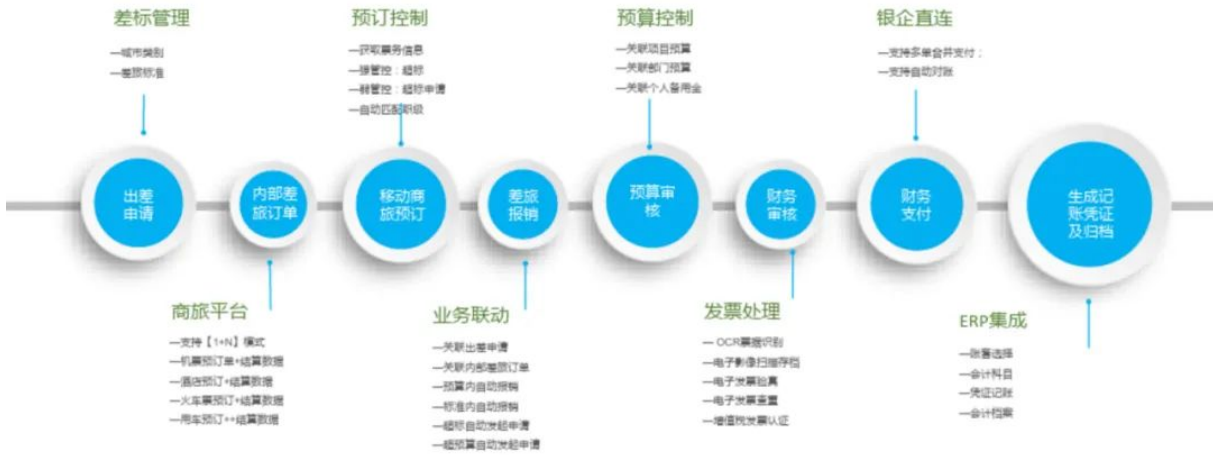 差标管理
—城市类别
—差旅标准
预订控制
—获取票务信息
—强管控：超标
—弱管控：超标申请
—自动匹配职级
预算控制
—关联项目预算
—关联部门预算
—关联个人备用金
银企直连
—支持多单合并支付；
—支持自动对账
出差
申请
内部差
旅订单
移动商
旅预订
差旅
报销
预算审
核
财务
审核
财务
支付
生成记
账凭证
及归档
商旅平台
—支持【1+N】模式
—机票预订单+结算数据
—酒店预订+结算数据
—火车票预订+结算数据
—用车预订++结算数据
业务联动
—关联出差申请
—关联内部差旅订单
—预算内自动报销
—标准内自动报销
—超标自动发起申请
—超预算自动发起申请
发票处理
— OCR票据识别
—电子影像扫描存档
—电子发票验真
—电子发票查重
—增值税发票认证
ERP集成
—账套选择
—会计科目
—凭证记账
—会计档案